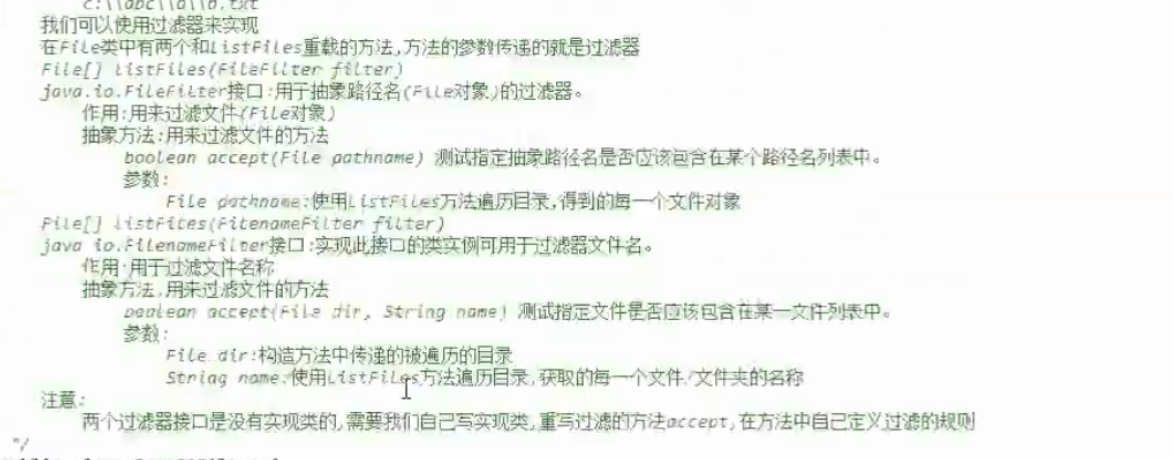 c:\\abc\\a\\b.txt
我们可以使用过滤器来实现
在File类中有两个和ListFiles重载的方法,方法的参数传递的就是过滤器
File[] listFiles(FileFilter filter)
java.io.FileFilter接口:用于抽象路径名(File对象)的过滤器。
作用:用来过滤文件(File对象)
抽象方法:用来过滤文件的方法
boolean accept(File pathname) 测试指定抽象路径名是否应该包含在某个路径名列表中。
参数:
File pathname:使用ListFiles方法遍历目录,得到的每一个文件对象
File[] listFiles(FilenameFilter filter)
java.io.FilenameFilter接口:实现此接口的类实例可用于过滤器文件名。
作用:用于过滤文件名称
抽象方法:用来过滤文件的方法
boolean accept(File dir, String name) 测试指定文件是否应该包含在某一文件列表中。
参数:
File dir:构造方法中传递的被遍历的目录
String name:使用ListFiles方法遍历目录,获取的每一个文件/文件夹的名称
注意:
两个过滤器接口是没有实现类的,需要我们自己写实现类,重写过滤的方法accept,在方法中自己定义过滤的规则
*/